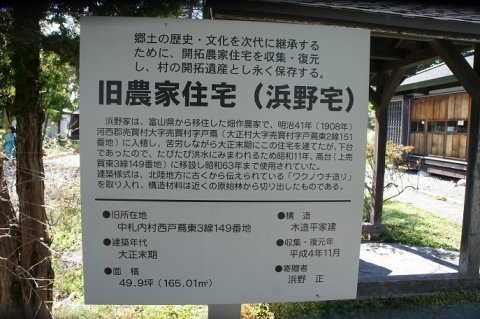 郷土の歴史・文化を次代に継承する
ために、開拓農家住宅を収集・復元
し、村の開拓遺産とし永く保存する。
旧農家住宅（浜野宅）
浜野家は、富山県から移住した畑作農家で、明治41年（1908年）
河西郡売買村大字売買村字戸蔦（大正村大字売買村字戸蔦東2線151
番地）に入植し、苦労しながら大正末期にこの住宅を建てたが、下台
であったので、たびたび洪水にみまわれるため昭和11年、高台（上売
買東3線149番地）に移設し昭和63年まで使用されていた。
建築様式は、北陸地方に古くから伝えられている「ワクノウチ造り」
を取り入れ、構造材料は近くの原始林から切り出したものである。
●旧所在地
中札内村西戸蔦東3線149番地
●建築年代
大正末期
●面　積
49.9坪（165.01㎡）
●構　造
木造平家建
●収集・復元年
平成4年11月
●寄贈者
浜野 正